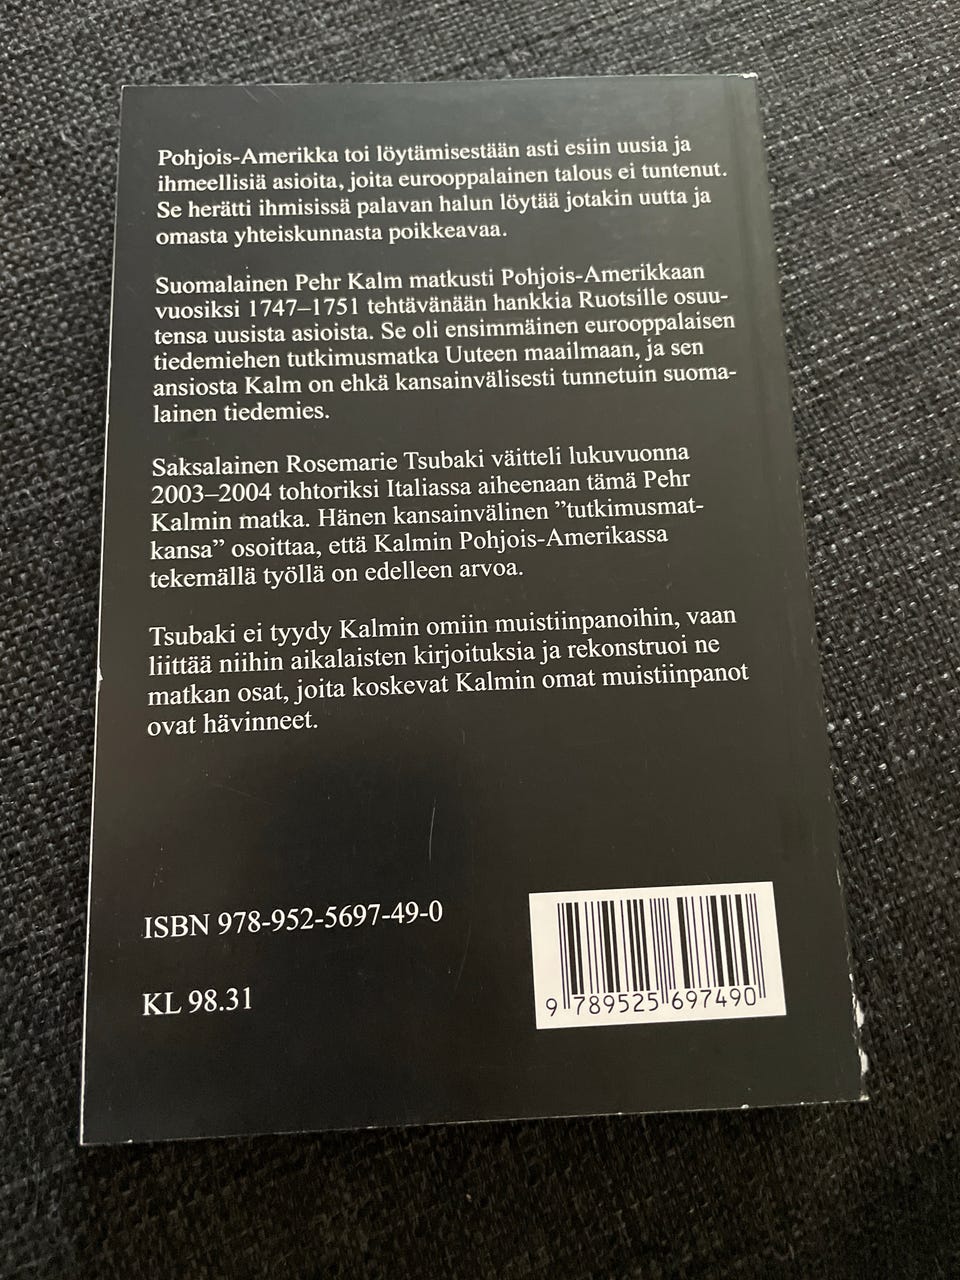 Pohjois-Amerikka toi löytämisestään asti esiin uusia ja
ihmeellisiä asioita, joita eurooppalainen talous ei tuntenut.
Se herätti ihmisissä palavan halun löytää jotakin uutta ja
omasta yhteiskunnasta poikkeavaa.
Suomalainen Pehr Kalm matkusti Pohjois-Amerikkaan
vuosiksi 1747–1751 tehtävänään hankkia Ruotsille osuu-
tensa uusista asioista. Se oli ensimmäinen eurooppalaisen
tiedemiehen tutkimusmatka Uuteen maailmaan, ja sen
ansiosta Kalm on ehkä kansainvälisesti tunnetuin suoma-
lainen tiedemies.
Saksalainen Rosemarie Tsubaki väitteli lukuvuonna
2003–2004 tohtoriksi Italiassa aiheenaan tämä Pehr
Kalmin matka. Hänen kansainvälinen ”tutkimusmat-
kansa” osoittaa, että Kalmin Pohjois-Amerikassa
tekemällä työllä on edelleen arvoa.
Tsubaki ei tyydy Kalmin omiin muistiinpanoihin, vaan
liittää niihin aikalaisten kirjoituksia ja rekonstruoi ne
matkan osat, joita koskevat Kalmin omat muistiinpanot
ovat hävinneet.
ISBN 978-952-5697-49-0
KL 98.31
9 789525 697490